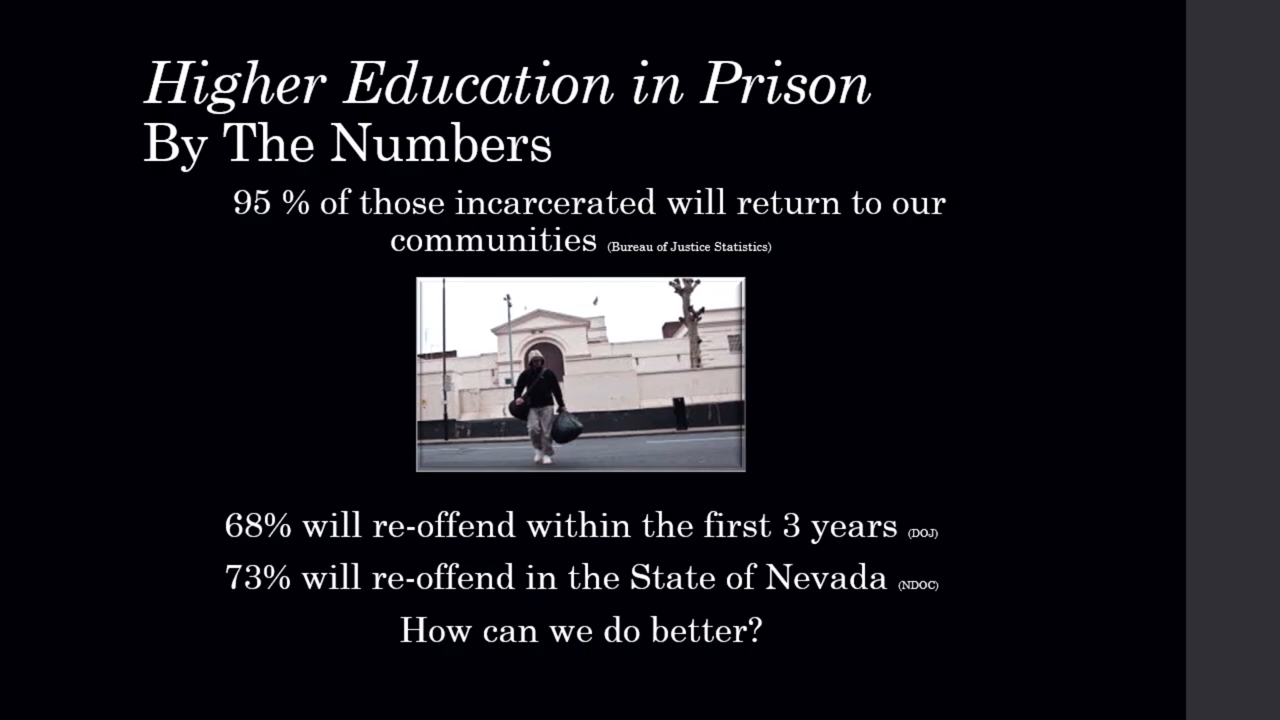 Higher Education in Prison
By The Numbers
95 % of those incarcerated will return to our
communities (Bureau of Justice Statistics)
68% will re-offend within the first 3 years (DOJ)
73% will re-offend in the State of Nevada (NDOC)
How can we do better?